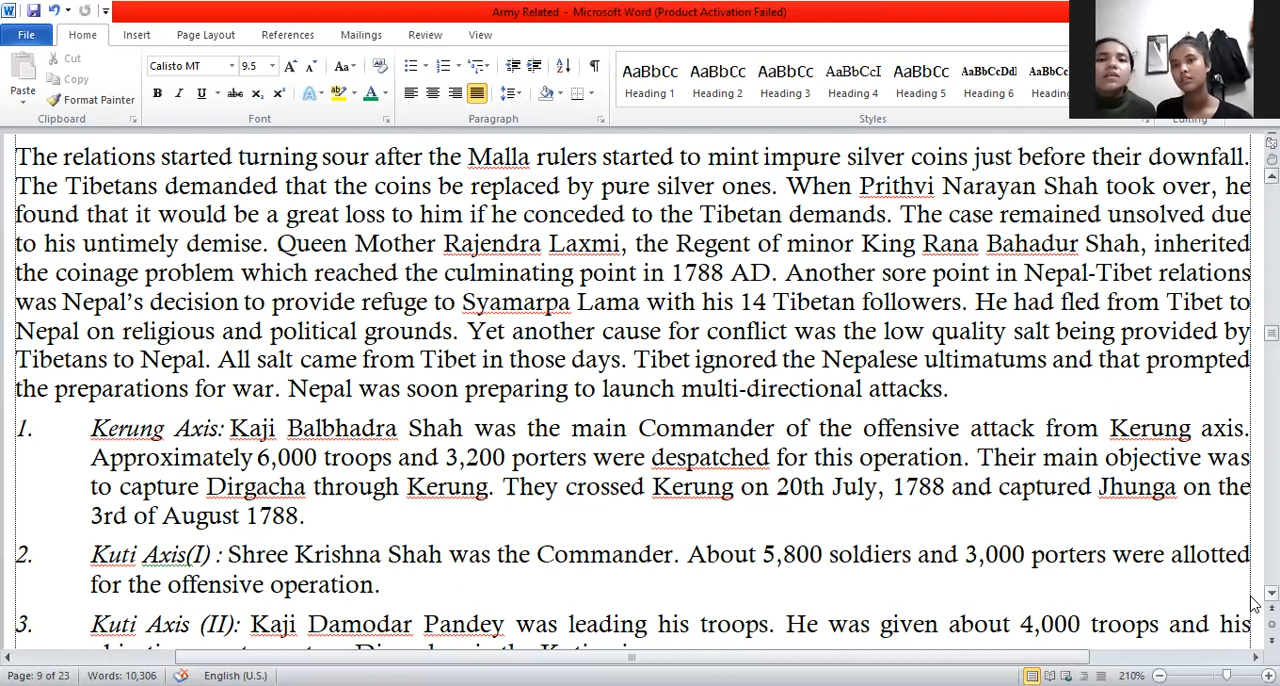 Army Related - Microsoft Word (Product Activation Failed)
File Home Insert Page Layout References Mailings Review View
Cut
Copy
Format Painter
Paste
Clipboard
Calisto MT 9.5
Font
Paragraph
AaBbCc AaBbCc AaBbCc AaBbCcI AaBbCc AaBbCcDd AaBbCc
Heading 1 Heading 2 Heading 3 Heading 4 Heading 5 Heading 6 Heading
Styles
Editing
The relations started turning sour after the Malla rulers started to mint impure silver coins just before their downfall.
The Tibetans demanded that the coins be replaced by pure silver ones. When Prithvi Narayan Shah took over, he
found that it would be a great loss to him if he conceded to the Tibetan demands. The case remained unsolved due
to his untimely demise. Queen Mother Rajendra Laxmi, the Regent of minor King Rana Bahadur Shah, inherited
the coinage problem which reached the culminating point in 1788 AD. Another sore point in Nepal-Tibet relations
was Nepal's decision to provide refuge to Syamarpa Lama with his 14 Tibetan followers. He had fled from Tibet to
Nepal on religious and political grounds. Yet another cause for conflict was the low quality salt being provided by
Tibetans to Nepal. All salt came from Tibet in those days. Tibet ignored the Nepalese ultimatums and that prompted
the preparations for war. Nepal was soon preparing to launch multi-directional attacks.
1. Kerung Axis: Kaji Balbhadra Shah was the main Commander of the offensive attack from Kerung axis.
Approximately 6,000 troops and 3,200 porters were despatched for this operation. Their main objective was
to capture Dirgacha through Kerung. They crossed Kerung on 20th July, 1788 and captured Jhunga on the
3rd of August 1788.
2. Kuti Axis(I) : Shree Krishna Shah was the Commander. About 5,800 soldiers and 3,000 porters were allotted
for the offensive operation.
3. Kuti Axis (II): Kaji Damodar Pandey was leading his troops. He was given about 4,000 troops and his
Page: 9 of 23 Words: 10,306 English (U.S.) 210%